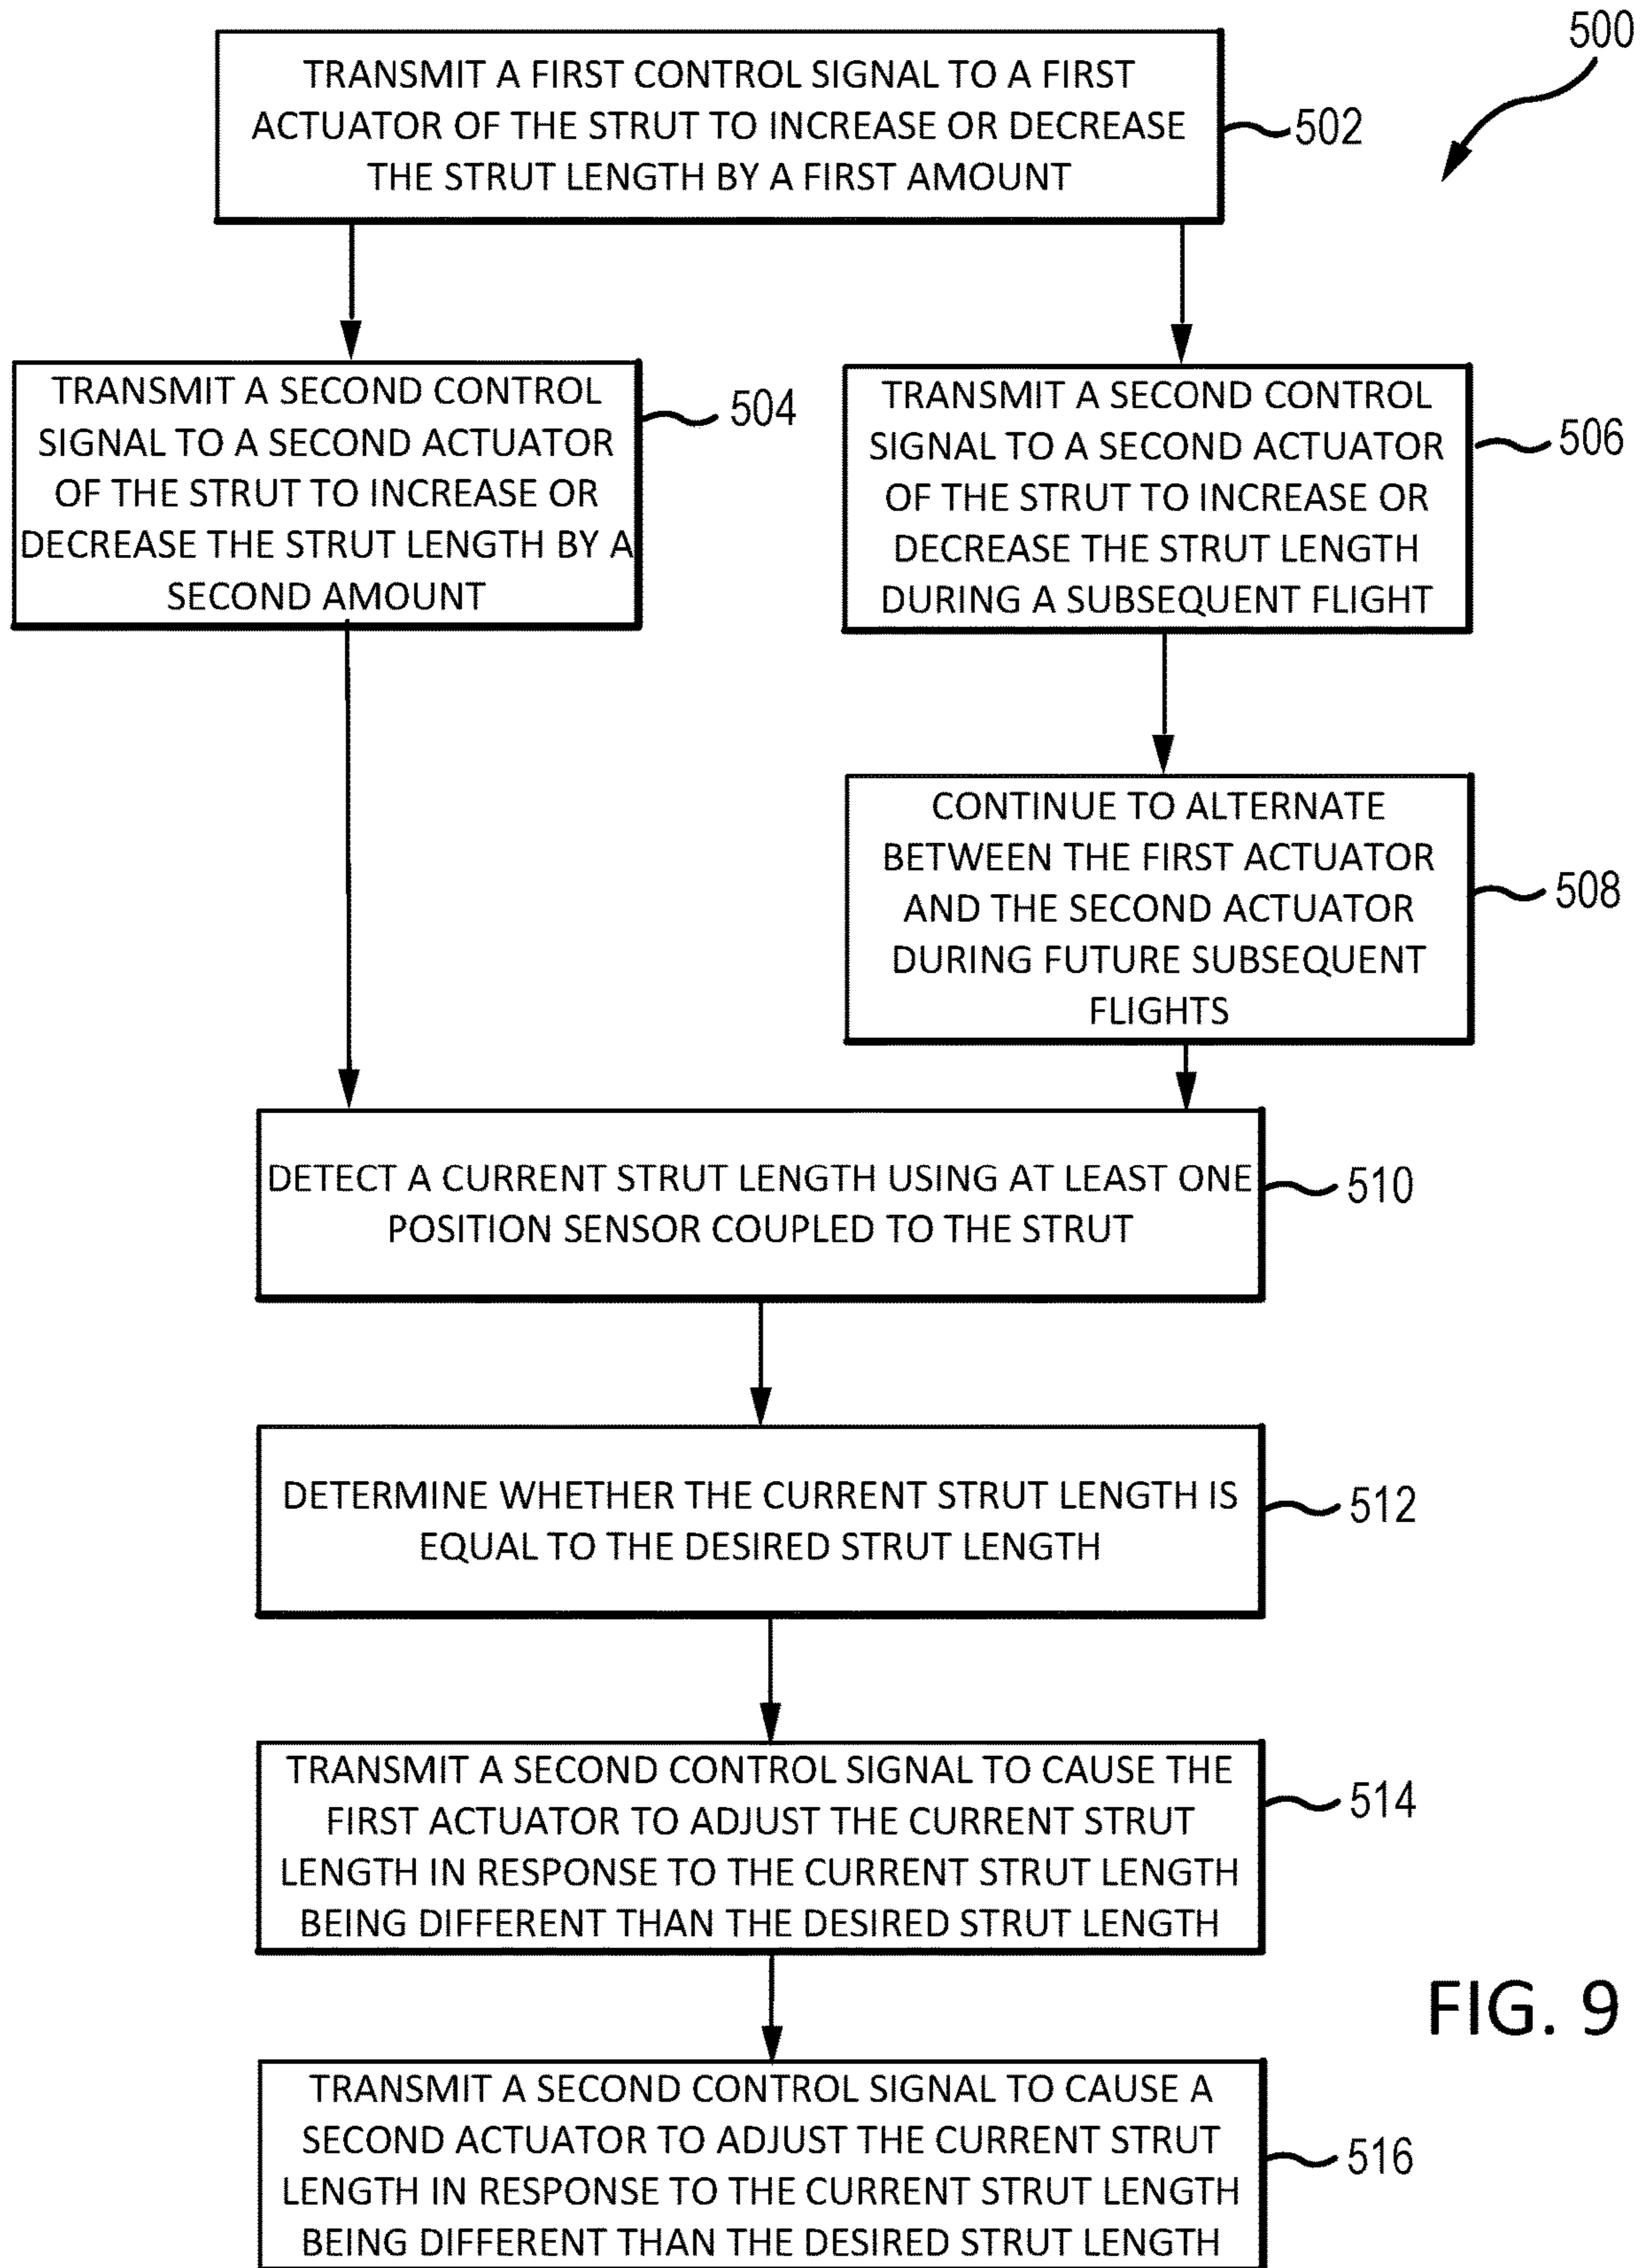 500
TRANSMIT A FIRST CONTROL SIGNAL TO A FIRST
ACTUATOR OF THE STRUT TO INCREASE OR DECREASE
THE STRUT LENGTH BY A FIRST AMOUNT
502
TRANSMIT A SECOND CONTROL
SIGNAL TO A SECOND ACTUATOR
OF THE STRUT TO INCREASE OR
DECREASE THE STRUT LENGTH BY A
SECOND AMOUNT
504
TRANSMIT A SECOND CONTROL
SIGNAL TO A SECOND ACTUATOR
OF THE STRUT TO INCREASE OR
DECREASE THE STRUT LENGTH
DURING A SUBSEQUENT FLIGHT
506
CONTINUE TO ALTERNATE
BETWEEN THE FIRST ACTUATOR
AND THE SECOND ACTUATOR
DURING FUTURE SUBSEQUENT
FLIGHTS
508
DETECT A CURRENT STRUT LENGTH USING AT LEAST ONE
POSITION SENSOR COUPLED TO THE STRUT
510
DETERMINE WHETHER THE CURRENT STRUT LENGTH IS
EQUAL TO THE DESIRED STRUT LENGTH
512
TRANSMIT A SECOND CONTROL SIGNAL TO CAUSE THE
FIRST ACTUATOR TO ADJUST THE CURRENT STRUT
LENGTH IN RESPONSE TO THE CURRENT STRUT LENGTH
BEING DIFFERENT THAN THE DESIRED STRUT LENGTH
514
TRANSMIT A SECOND CONTROL SIGNAL TO CAUSE A
SECOND ACTUATOR TO ADJUST THE CURRENT STRUT
LENGTH IN RESPONSE TO THE CURRENT STRUT LENGTH
BEING DIFFERENT THAN THE DESIRED STRUT LENGTH
516
FIG. 9